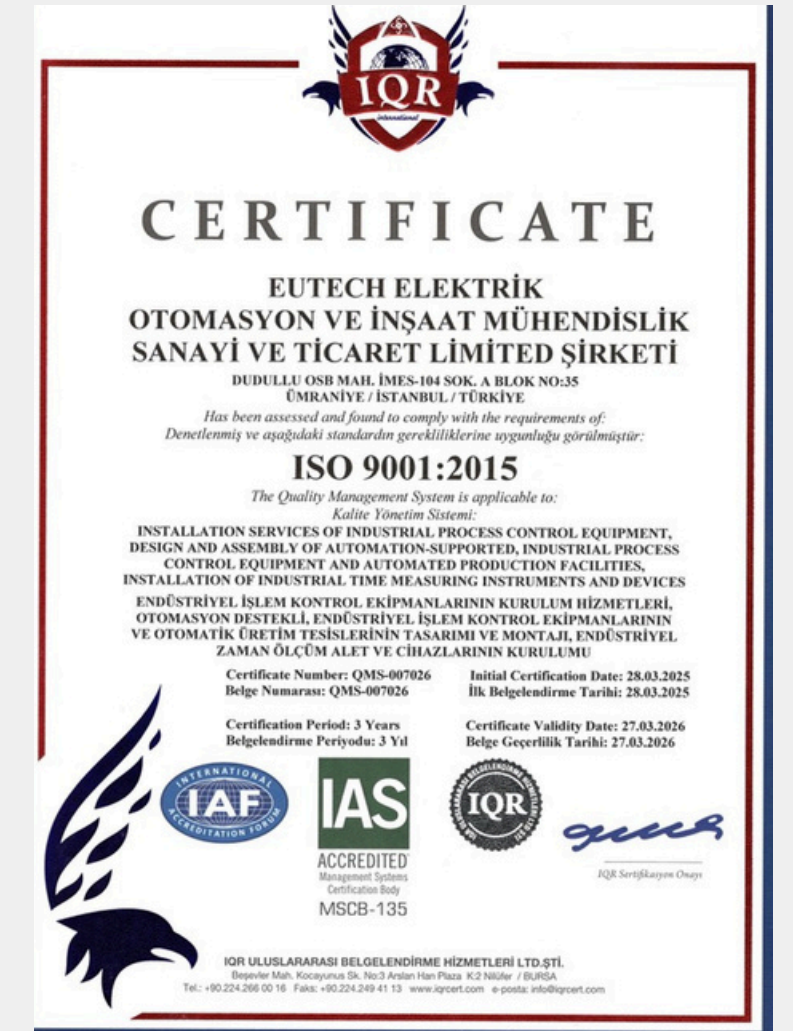 IQR
international
CERTIFICATE
EUTECH ELEKTRİK
OTOMASYON VE İNŞAAT MÜHENDİSLİK
SANAYİ VE TİCARET LİMİTED ŞİRKETİ
DUDULLU OSB MAH. İMES-104 SOK. A BLOK NO:35
ÜMRANİYE / İSTANBUL / TÜRKİYE
Has been assessed and found to comply with the requirements of:
Denetlenmiş ve aşağıdaki standardın gerekliliklerine uygunluğu görülmüştür:
ISO 9001:2015
The Quality Management System is applicable to:
Kalite Yönetim Sistemi:
INSTALLATION SERVICES OF INDUSTRIAL PROCESS CONTROL EQUIPMENT,
DESIGN AND ASSEMBLY OF AUTOMATION-SUPPORTED, INDUSTRIAL PROCESS
CONTROL EQUIPMENT AND AUTOMATED PRODUCTION FACILITIES,
INSTALLATION OF INDUSTRIAL TIME MEASURING INSTRUMENTS AND DEVICES
ENDÜSTRİYEL İŞLEM KONTROL EKİPMANLARININ KURULUM HİZMETLERİ,
OTOMASYON DESTEKLİ, ENDÜSTRİYEL İŞLEM KONTROL EKİPMANLARININ
VE OTOMATİK ÜRETİM TESİSLERİNİN TASARIMI VE MONTAJI, ENDÜSTRİYEL
ZAMAN ÖLÇÜM ALET VE CİHAZLARININ KURULUMU
Certificate Number: QMS-007026
Belge Numarası: QMS-007026
Initial Certification Date: 28.03.2025
İlk Belgelendirme Tarihi: 28.03.2025
Certification Period: 3 Years
Belgelendirme Periyodu: 3 Yıl
Certificate Validity Date: 27.03.2026
Belge Geçerlilik Tarihi: 27.03.2026
INTERNATIONAL
IAF
ACCREDITATION FORUM
IAS
ACCREDITED
Management Systems
Certification Body
MSCB-135
IQR ULUSLARARASI BELGELENDİRME HİZMETLERİ LTD.ŞTİ.
IQR
IQR Sertifikasyon Onayı
IQR ULUSLARARASI BELGELENDİRME HİZMETLERİ LTD.ŞTİ.
Beşevler Mah. Kocayunus Sk. No:3 Arslan Han Plaza K:2 Nilüfer / BURSA
Tel.: +90.224.266 00 16 Faks: +90.224.249 41 13 www.iqrcert.com e-posta: info@iqrcert.com